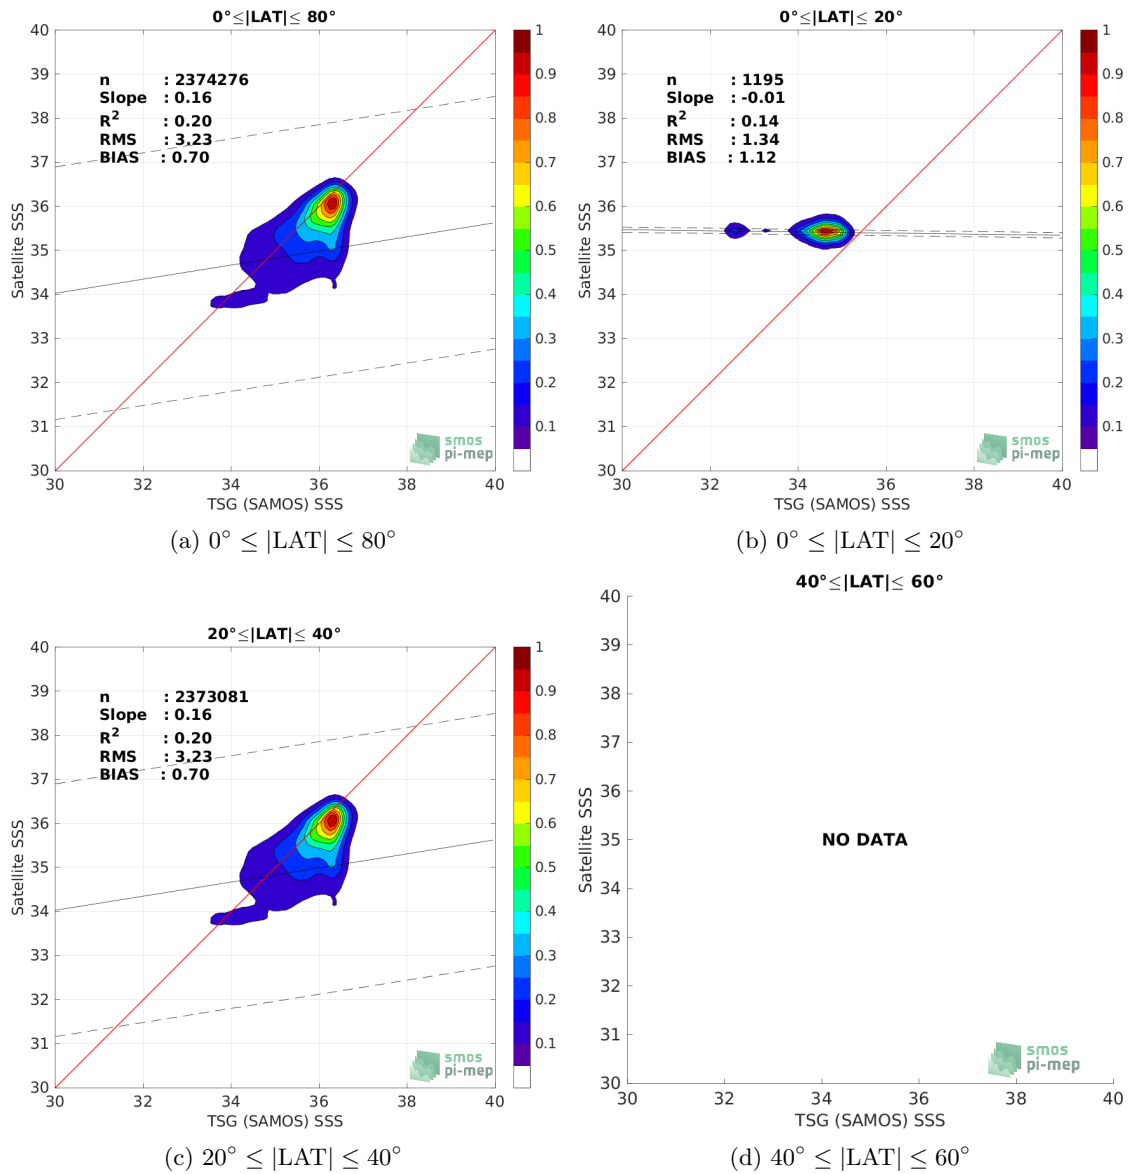 0°≤|LAT|≤ 80°
40
39
38
37
36
35
34
33
32
31
30
Satellite SSS
n : 2374276
Slope : 0.16
R² : 0.20
RMS : 3.23
BIAS : 0.70
smos
pi-mep
30 32 34 36 38 40
TSG (SAMOS) SSS
1
0.9
0.8
0.7
0.6
0.5
0.4
0.3
0.2
0.1
(a) 0° ≤ |LAT| ≤ 80°
0°≤|LAT|≤ 20°
40
39
38
37
36
35
34
33
32
31
30
Satellite SSS
n : 1195
Slope : -0.01
R² : 0.14
RMS : 1.34
BIAS : 1.12
smos
pi-mep
30 32 34 36 38 40
TSG (SAMOS) SSS
1
0.9
0.8
0.7
0.6
0.5
0.4
0.3
0.2
0.1
(b) 0° ≤ |LAT| ≤ 20°
20°≤|LAT|≤ 40°
40
39
38
37
36
35
34
33
32
31
30
Satellite SSS
n : 2373081
Slope : 0.16
R² : 0.20
RMS : 3.23
BIAS : 0.70
smos
pi-mep
30 32 34 36 38 40
TSG (SAMOS) SSS
1
0.9
0.8
0.7
0.6
0.5
0.4
0.3
0.2
0.1
(c) 20° ≤ |LAT| ≤ 40°
40°≤|LAT|≤ 60°
40
39
38
37
36
35
34
33
32
31
30
Satellite SSS
NO DATA
smos
pi-mep
30 32 34 36 38 40
TSG (SAMOS) SSS
(d) 40° ≤ |LAT| ≤ 60°